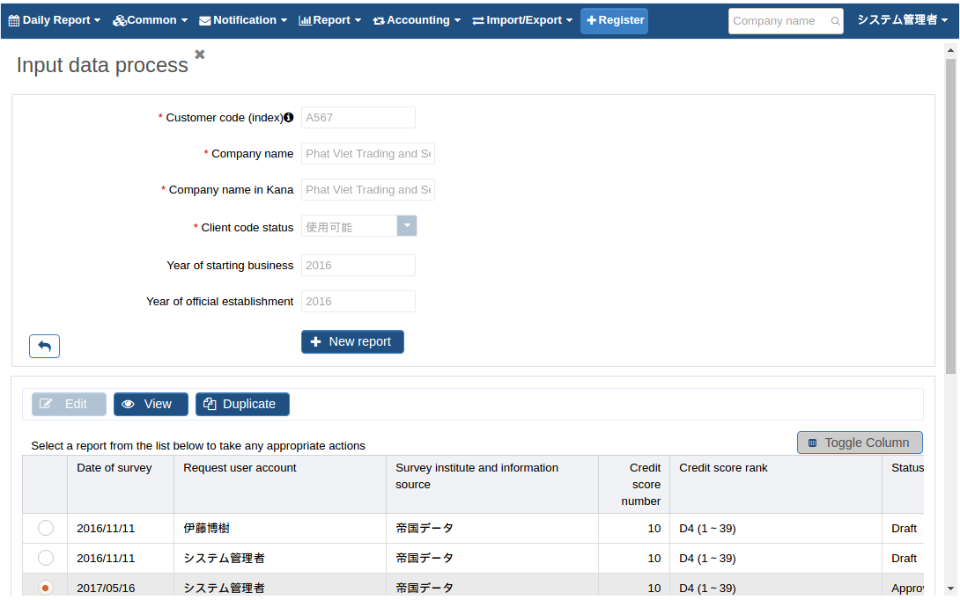 Daily Report Common Notification Report Accounting Import/Export Register Company name システム管理者
Input data process
* Customer code (index) A567
* Company name Phat Viet Trading and Se
* Company name in Kana Phat Viet Trading and Se
* Client code status 使用可能
Year of starting business 2016
Year of official establishment 2016
New report
Edit View Duplicate
Select a report from the list below to take any appropriate actions
Toggle Column
Date of survey Request user account Survey institute and information source Credit score number Credit score rank Status
2016/11/11 伊藤博樹 帝国データ 10 D4 (1 ~ 39) Draft
2016/11/11 システム管理者 帝国データ 10 D4 (1 ~ 39) Draft
2017/05/16 システム管理者 帝国データ 10 D4 (1 ~ 39) Approv